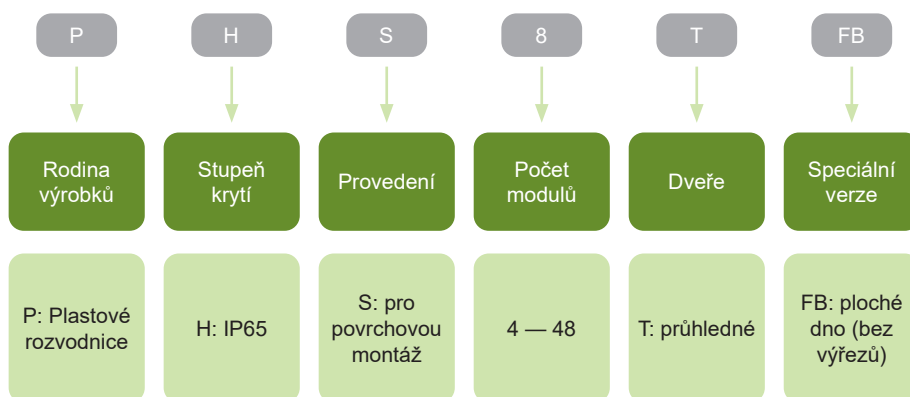 P
H
S
8
T
FB
Rodina
výrobků
Stupeň
krytí
Provedení
Počet
modulů
Dveře
Speciální
verze
P: Plastové
rozvodnice
H: IP65
S: pro
povrchovou
montáž
4 — 48
T: průhledné
FB: ploché
dno (bez
výřezů)